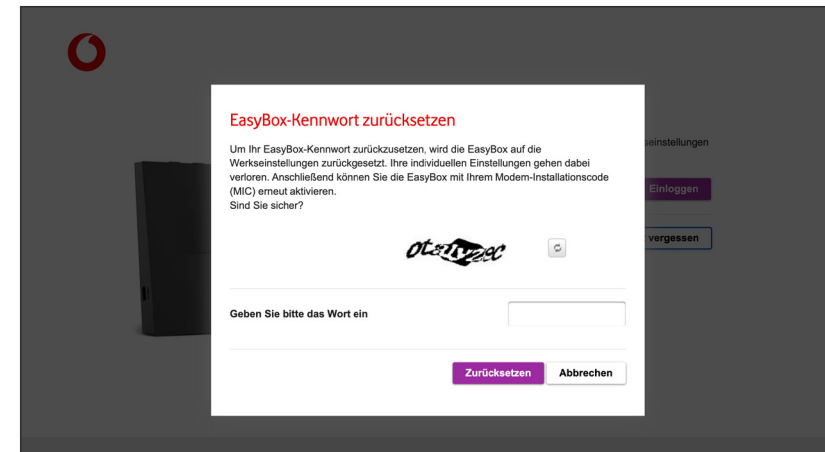 EasyBox-Kennwort zurücksetzen
Um Ihr EasyBox-Kennwort zurückzusetzen, wird die EasyBox auf die
Werkseinstellungen zurückgesetzt. Ihre individuellen Einstellungen gehen dabei
verloren. Anschließend können Sie die EasyBox mit Ihrem Modem-Installationscode
(MIC) erneut aktivieren.
Sind Sie sicher?
Geben Sie bitte das Wort ein
Zurücksetzen Abbrechen
seinstellungen
Einloggen
vergessen